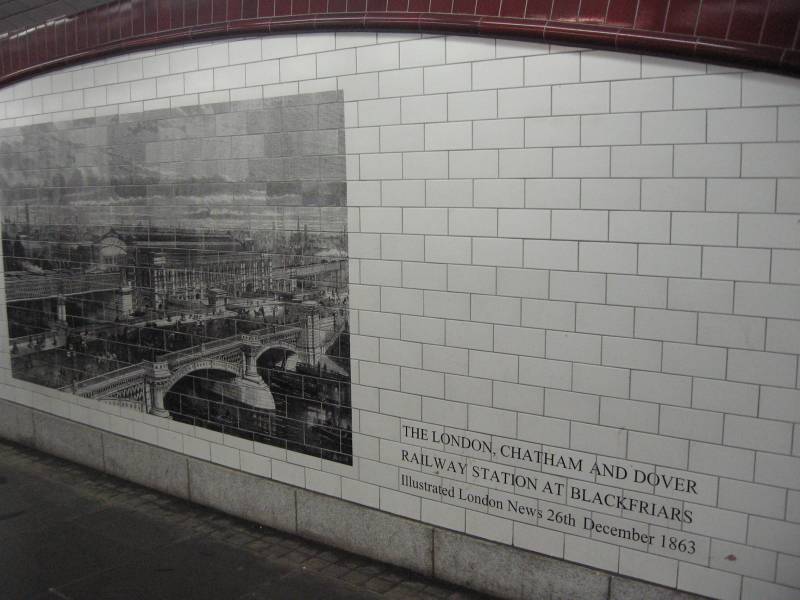 THE LONDON, CHATHAM AND DOVER
RAILWAY STATION AT BLACKFRIARS
Illustrated London News 26th December 1863